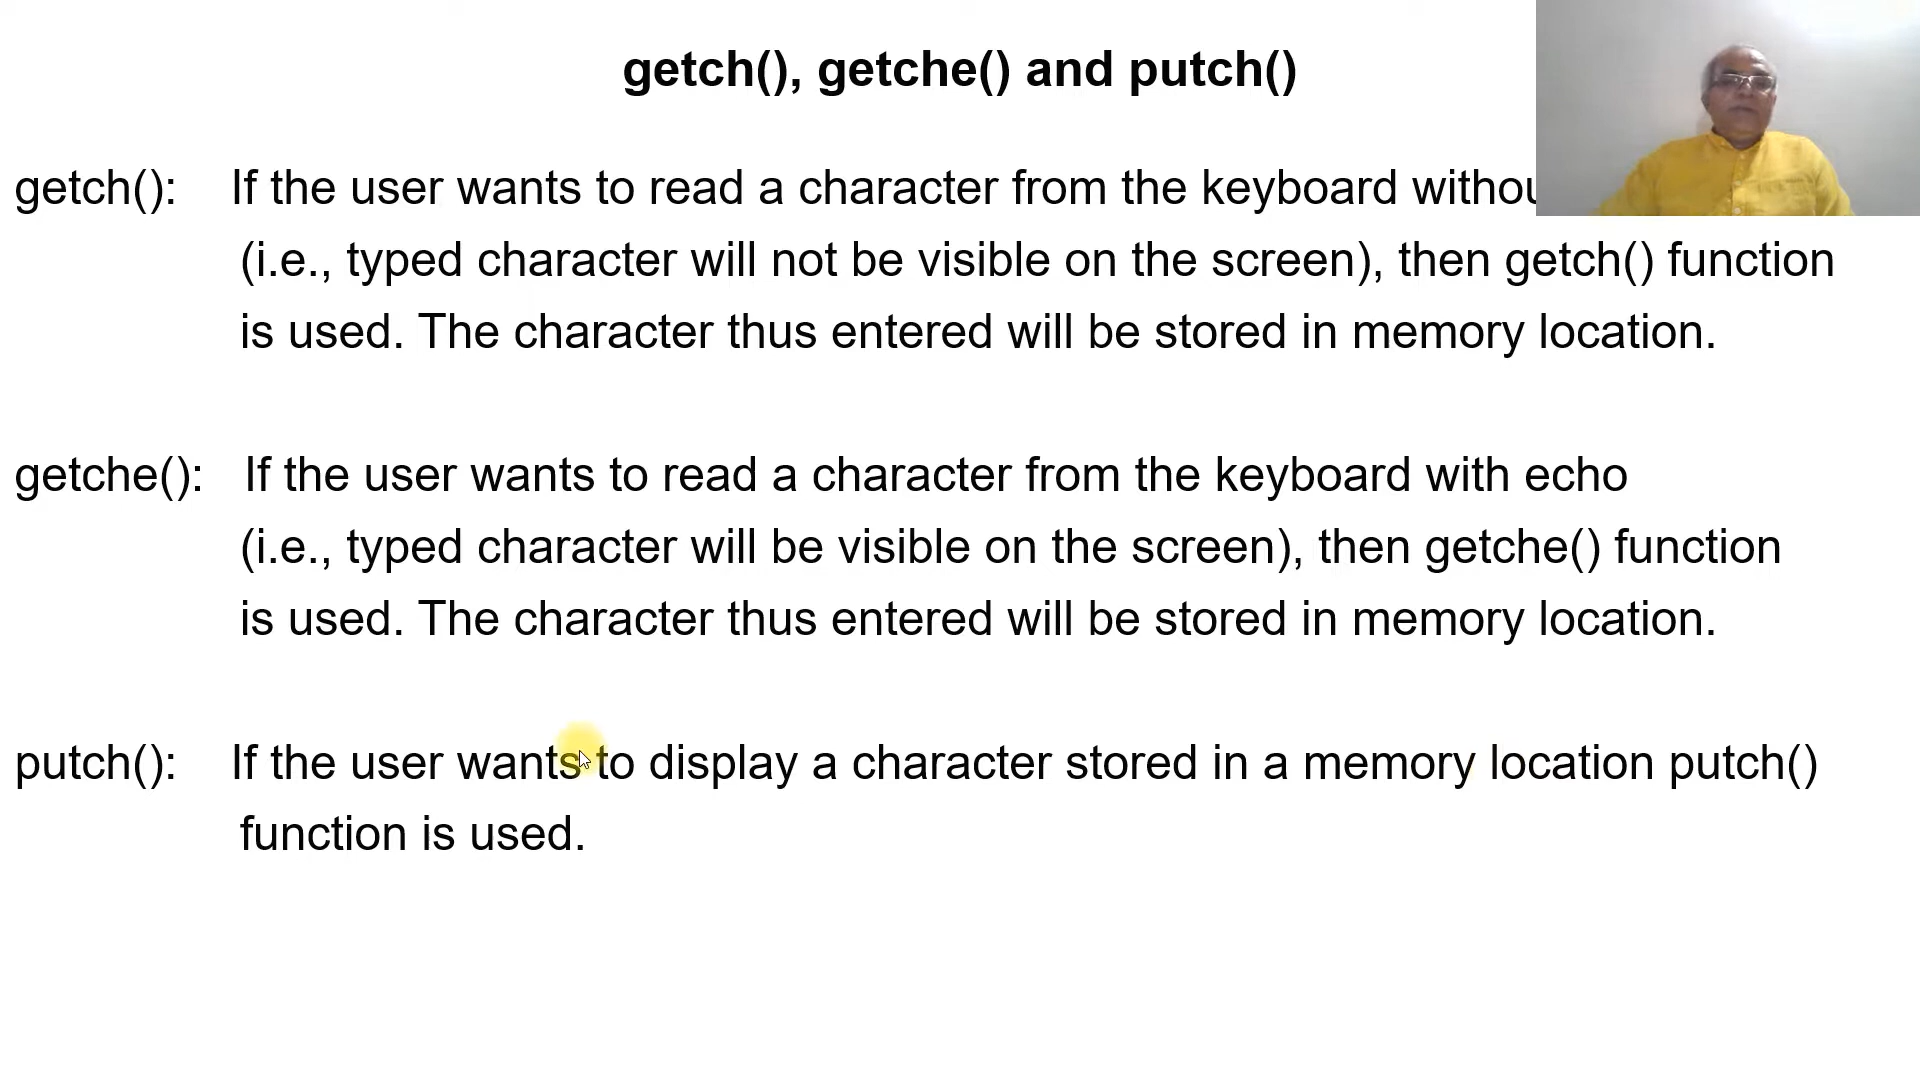 getch(), getche() and putch()
getch(): If the user wants to read a character from the keyboard
(i.e., typed character will not be visible on the screen), then getch() function
is used. The character thus entered will be stored in memory location.
getche(): If the user wants to read a character from the keyboard with echo
(i.e., typed character will be visible on the screen), then getche() function
is used. The character thus entered will be stored in memory location.
putch(): If the user wants to display a character stored in a memory location putch()
function is used.